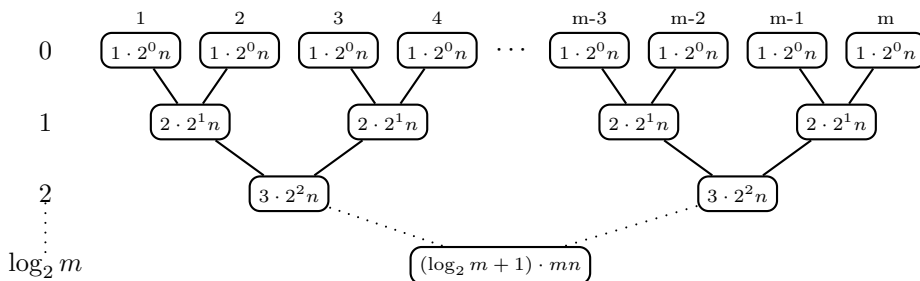 1 2 3 4 m-3 m-2 m-1 m
0 1 · 2⁰n 1 · 2⁰n 1 · 2⁰n 1 · 2⁰n ··· 1 · 2⁰n 1 · 2⁰n 1 · 2⁰n 1 · 2⁰n
1 2 · 2¹n 2 · 2¹n 2 · 2¹n 2 · 2¹n
2 3 · 2²n 3 · 2²n
log₂ m (log₂ m + 1) · mn